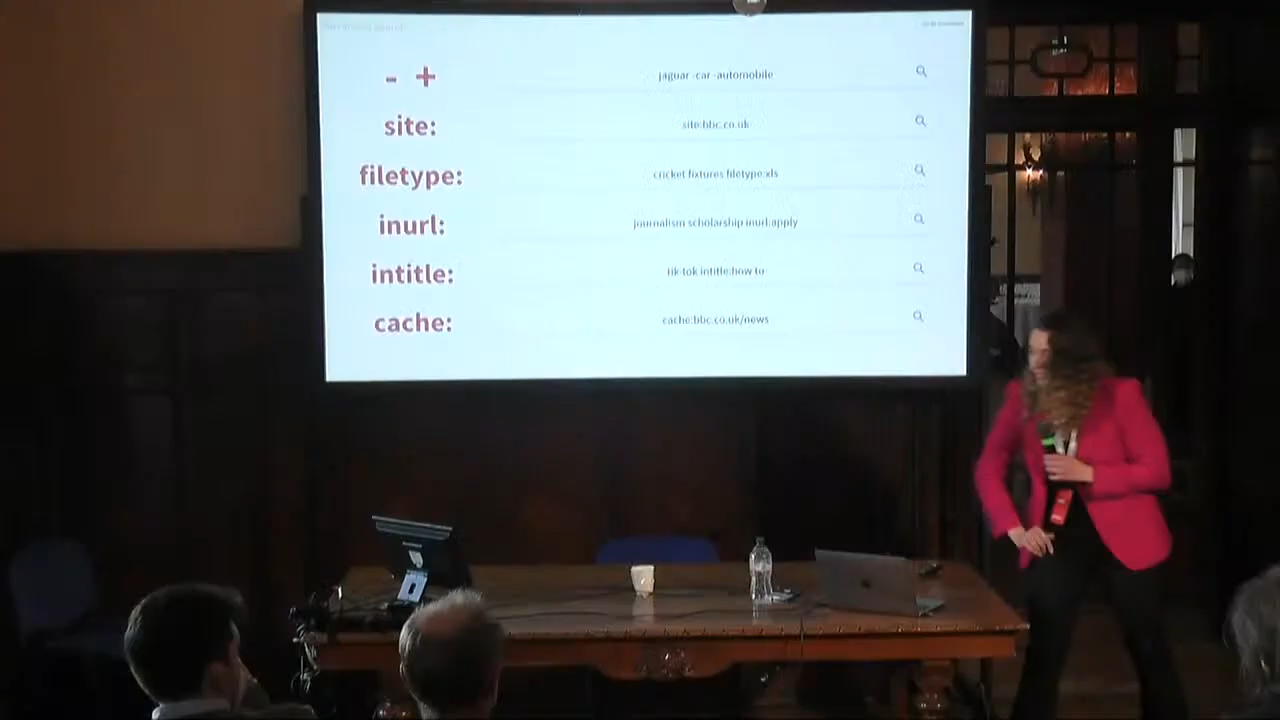 - + jaguar -car -automobile
site: site:bbc.co.uk
filetype: cricket fixtures filetype:xls
inurl: journalism scholarship inurl:apply
intitle: tik-tok intitle:how to
cache: cache:bbc.co.uk/news